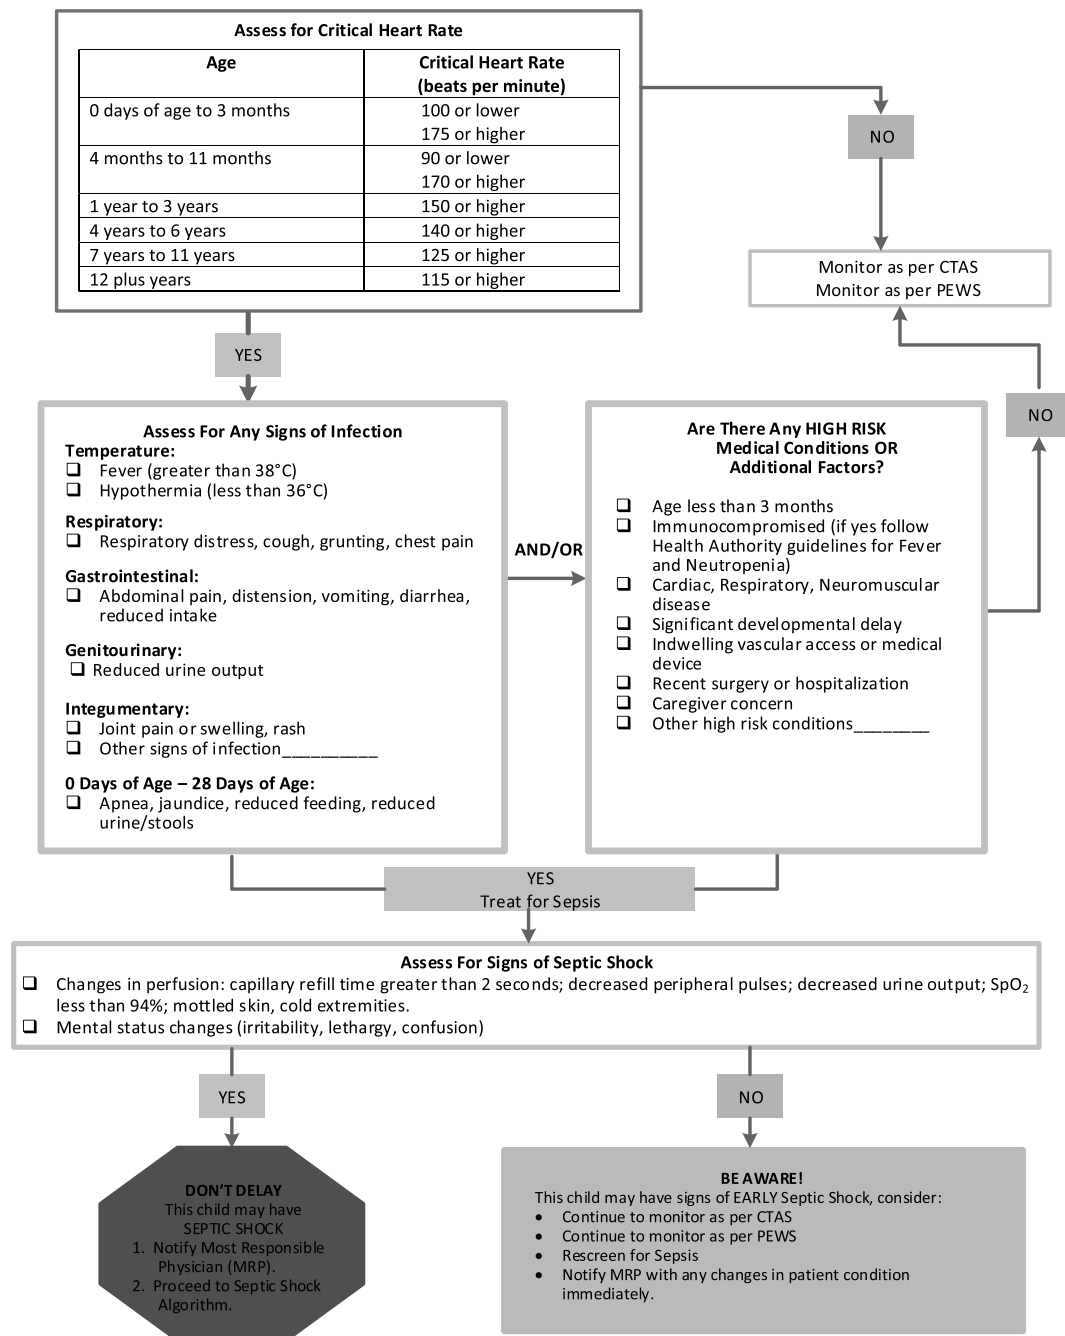 Assess for Critical Heart Rate
Age
Critical Heart Rate
(beats per minute)
0 days of age to 3 months
100 or lower
175 or higher
4 months to 11 months
90 or lower
170 or higher
1 year to 3 years
150 or higher
4 years to 6 years
140 or higher
7 years to 11 years
125 or higher
12 plus years
115 or higher
NO
Monitor as per CTAS
Monitor as per PEWS
YES
NO
Assess For Any Signs of Infection
Temperature:
❑ Fever (greater than 38°C)
❑ Hypothermia (less than 36°C)
Respiratory:
❑ Respiratory distress, cough, grunting, chest pain
Gastrointestinal:
❑ Abdominal pain, distension, vomiting, diarrhea,
reduced intake
Genitourinary:
❑ Reduced urine output
Integumentary:
❑ Joint pain or swelling, rash
❑ Other signs of infection__________
0 Days of Age – 28 Days of Age:
❑ Apnea, jaundice, reduced feeding, reduced
urine/stools
AND/OR
Are There Any HIGH RISK
Medical Conditions OR
Additional Factors?
❑ Age less than 3 months
❑ Immunocompromised (if yes follow
Health Authority guidelines for Fever
and Neutropenia)
❑ Cardiac, Respiratory, Neuromuscular
disease
❑ Significant developmental delay
❑ Indwelling vascular access or medical
device
❑ Recent surgery or hospitalization
❑ Caregiver concern
❑ Other high risk conditions________
YES
Treat for Sepsis
Assess For Signs of Septic Shock
❑ Changes in perfusion: capillary refill time greater than 2 seconds; decreased peripheral pulses; decreased urine output; SpO₂
less than 94%; mottled skin, cold extremities.
❑ Mental status changes (irritability, lethargy, confusion)
YES
NO
DON'T DELAY
This child may have
SEPTIC SHOCK
1. Notify Most Responsible
Physician (MRP).
2. Proceed to Septic Shock
Algorithm.
BE AWARE!
This child may have signs of EARLY Septic Shock, consider:
• Continue to monitor as per CTAS
• Continue to monitor as per PEWS
• Rescreen for Sepsis
• Notify MRP with any changes in patient condition
immediately.